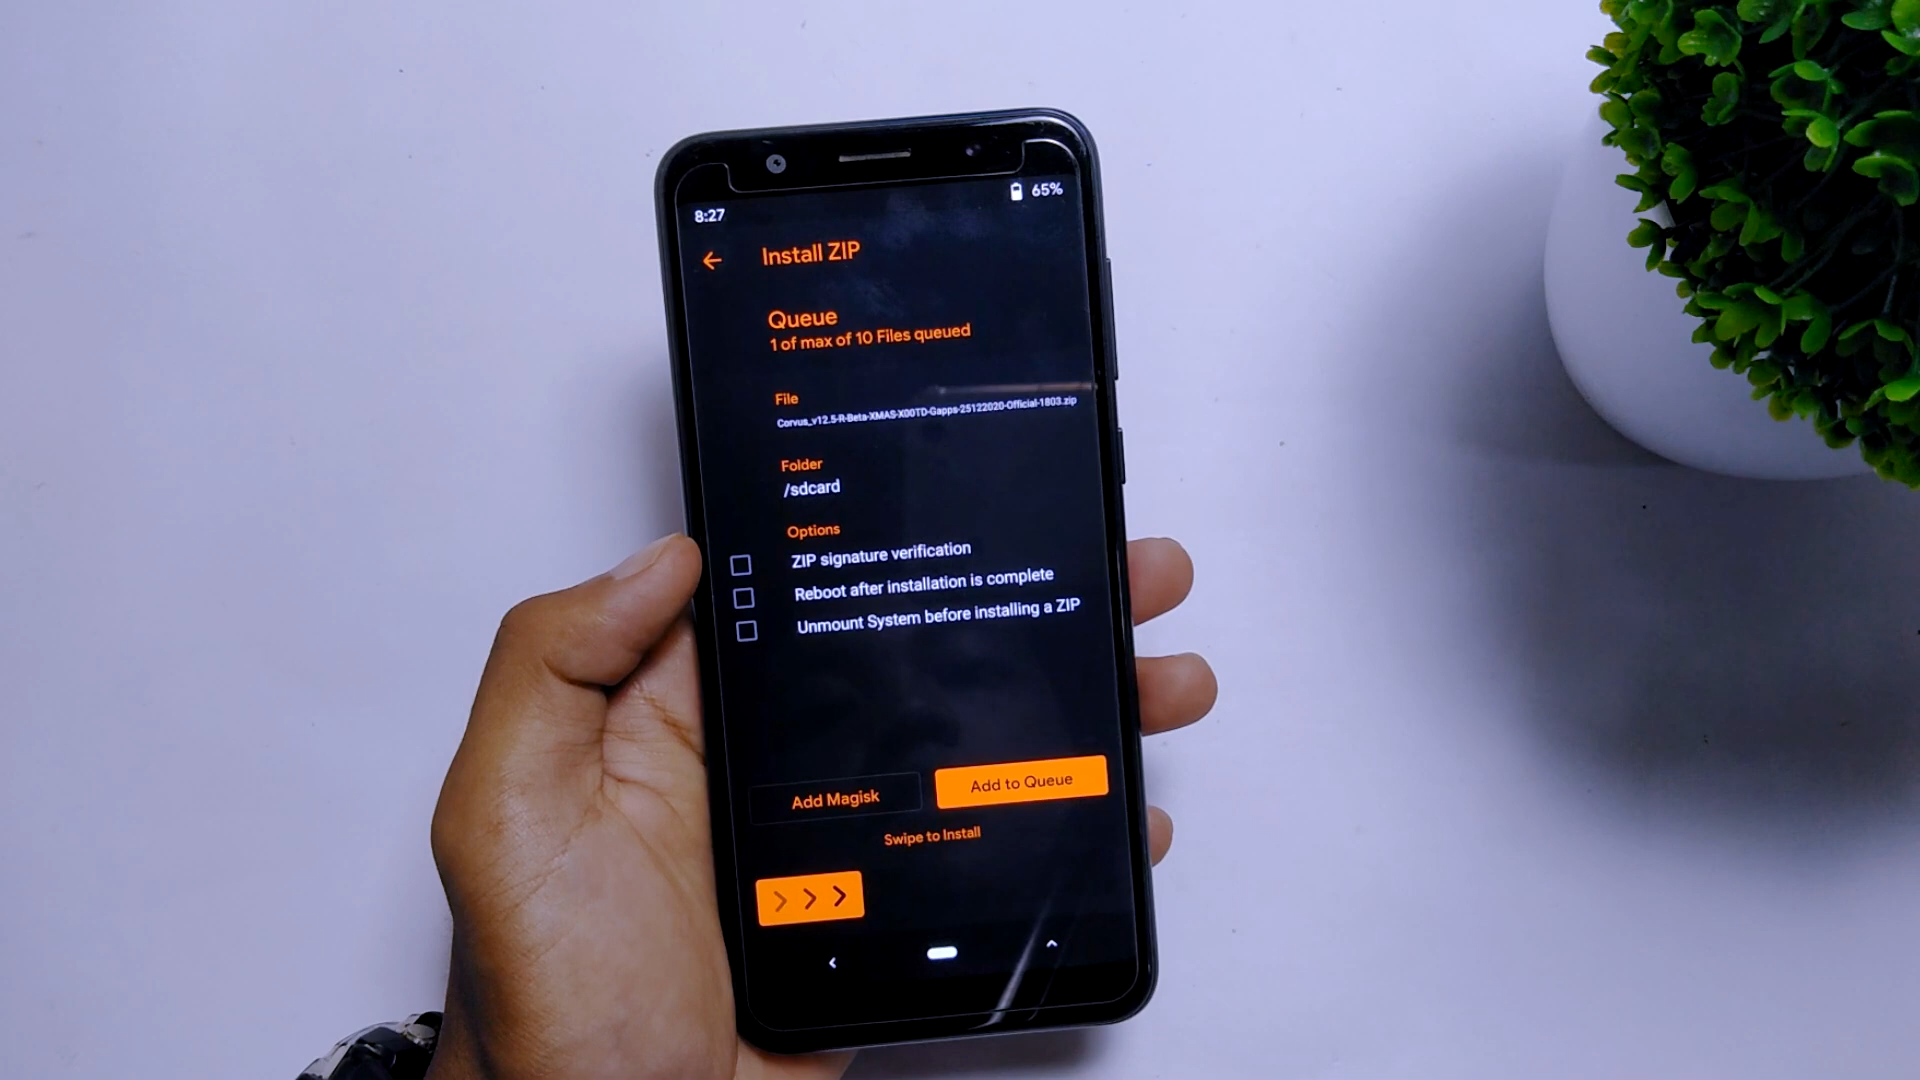 8:27
65%
Install ZIP
Queue
1 of max of 10 Files queued
File
Corvus_v12.5-R-Beta-XMAS-X00TD-Gapps-25122020-Official-1803.zip
Folder
/sdcard
Options
ZIP signature verification
Reboot after installation is complete
Unmount System before installing a ZIP
Add Magisk
Add to Queue
Swipe to Install